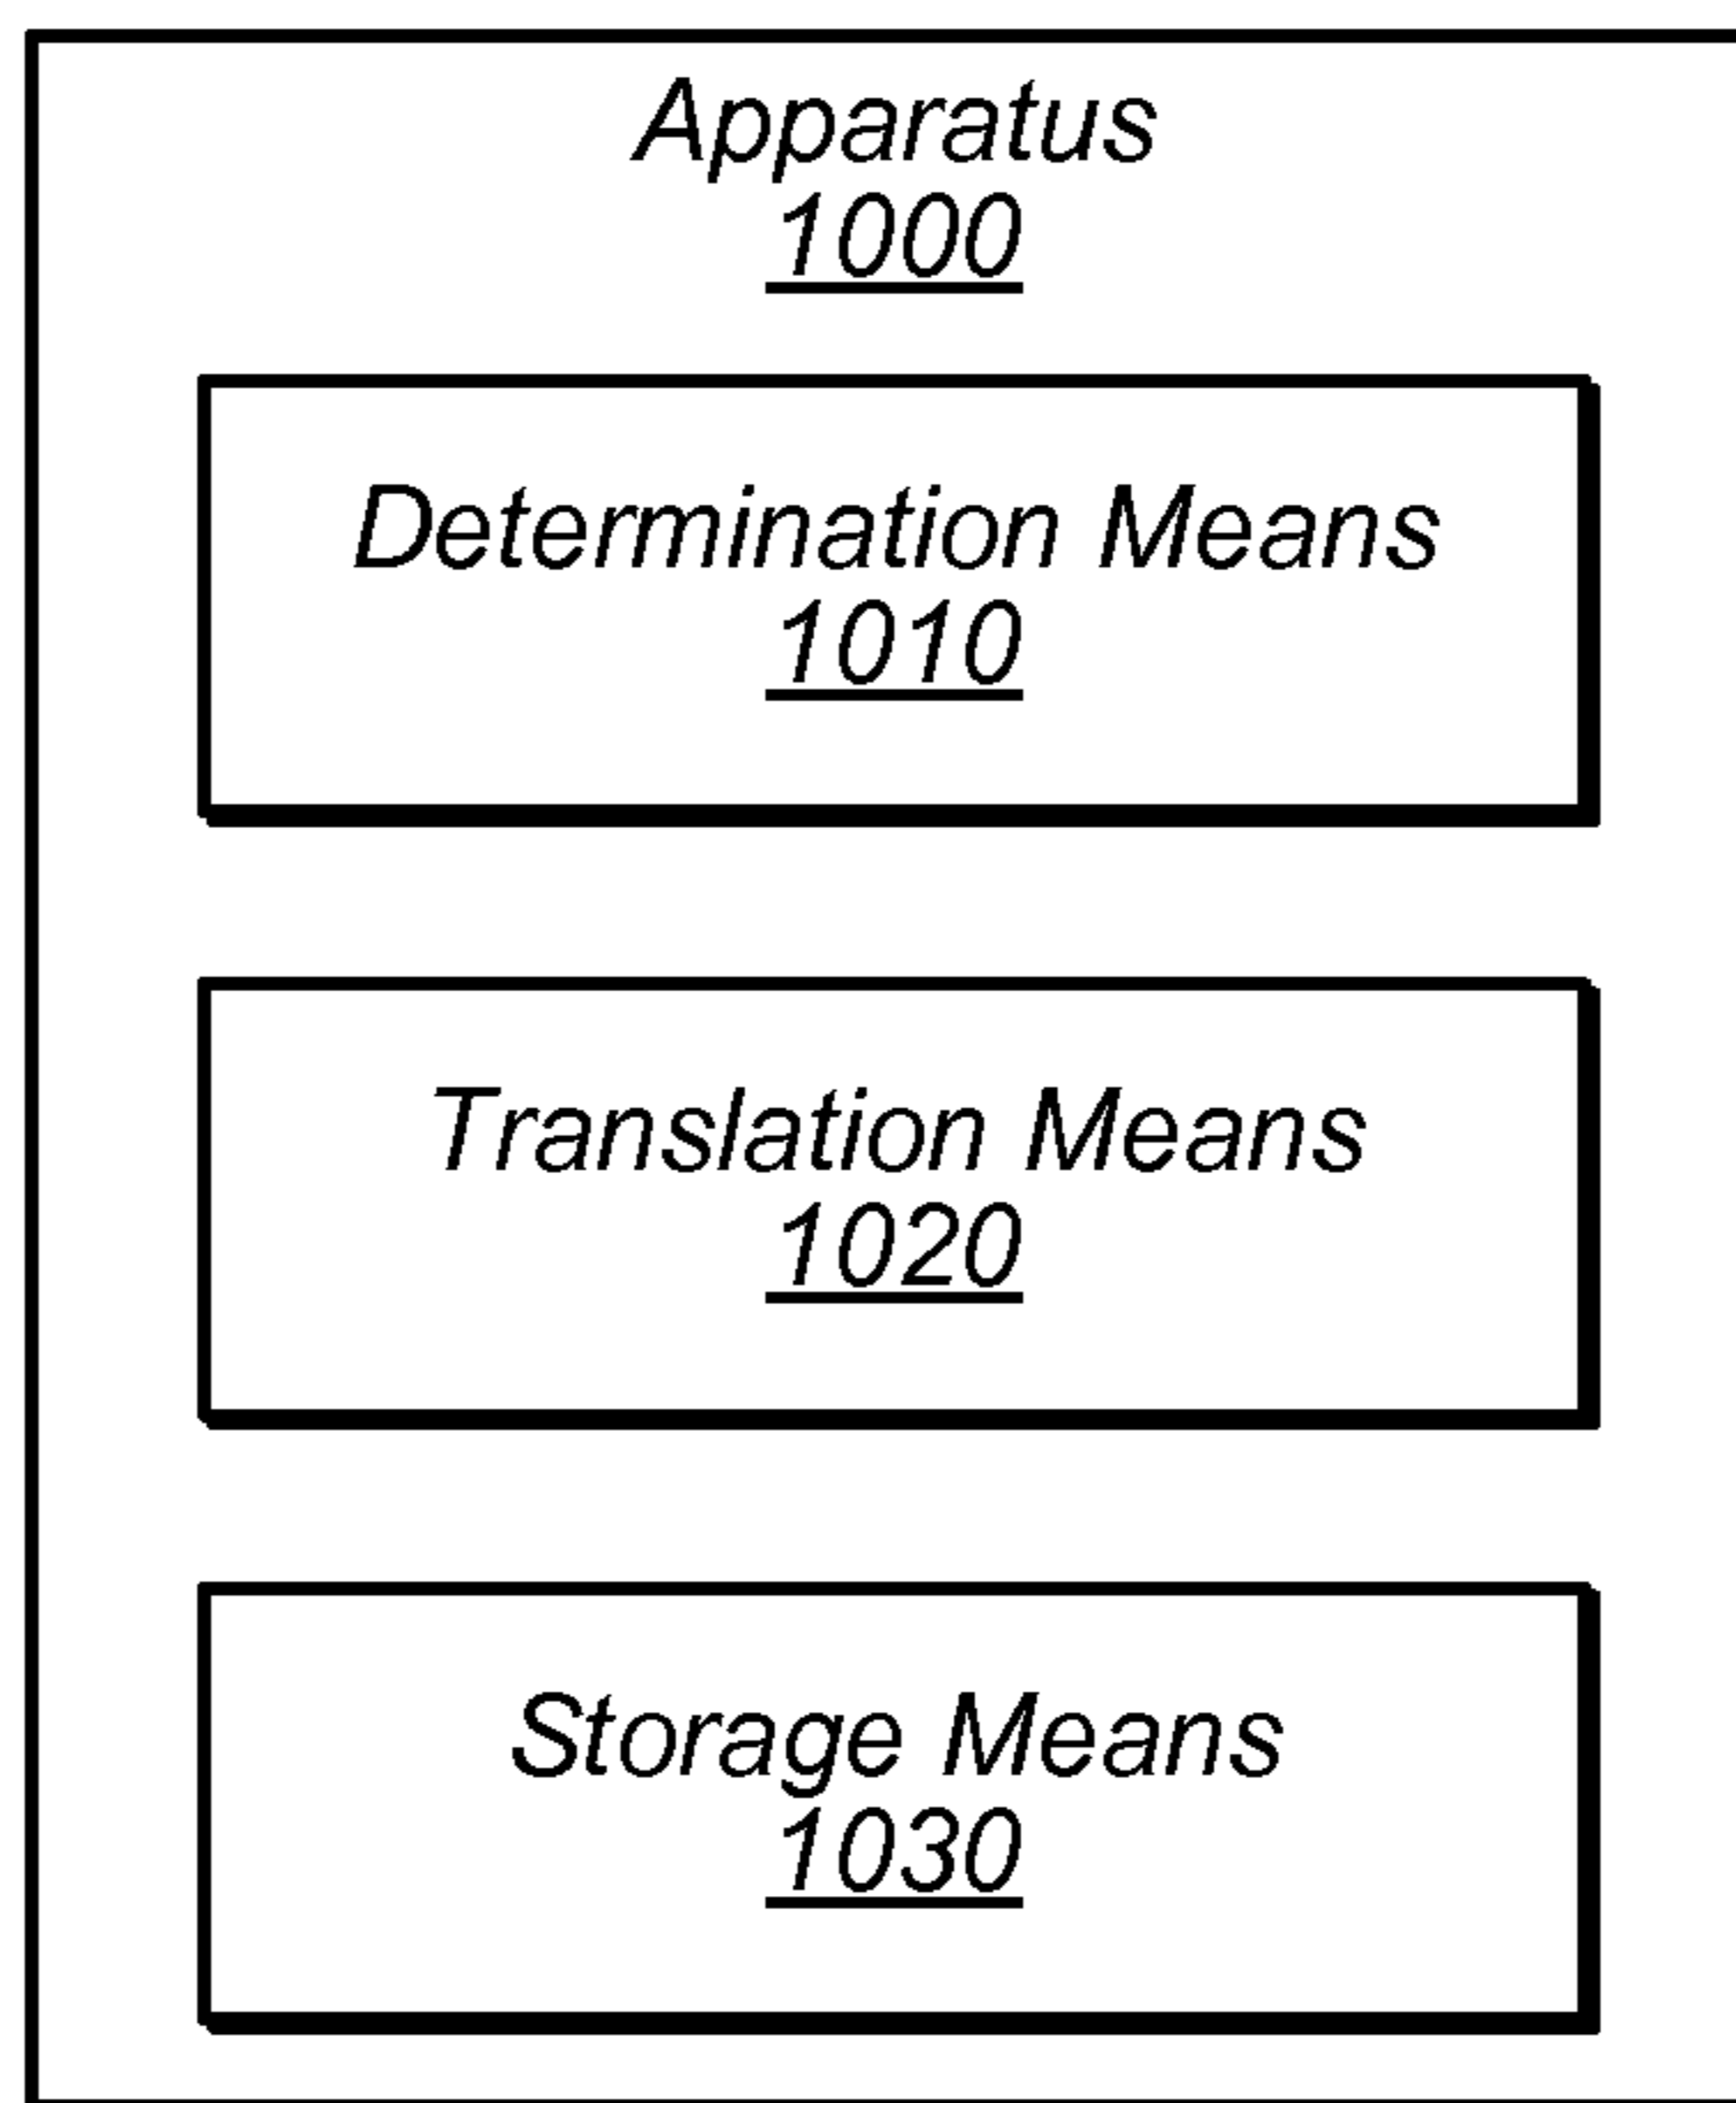 Apparatus
1000
Determination Means
1010
Translation Means
1020
Storage Means
1030